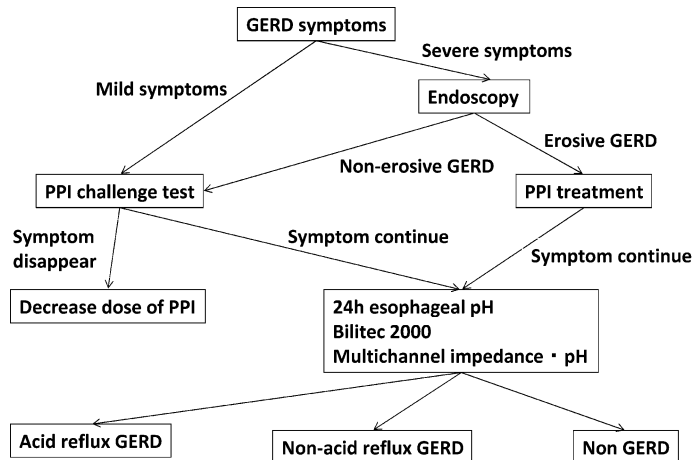 GERD symptoms
Severe symptoms
Mild symptoms
Endoscopy
Erosive GERD
Non-erosive GERD
PPI challenge test
PPI treatment
Symptom
disappear
Symptom continue
Symptom continue
Decrease dose of PPI
24h esophageal pH
Bilitec 2000
Multichannel impedance・pH
Acid reflux GERD
Non-acid reflux GERD
Non GERD